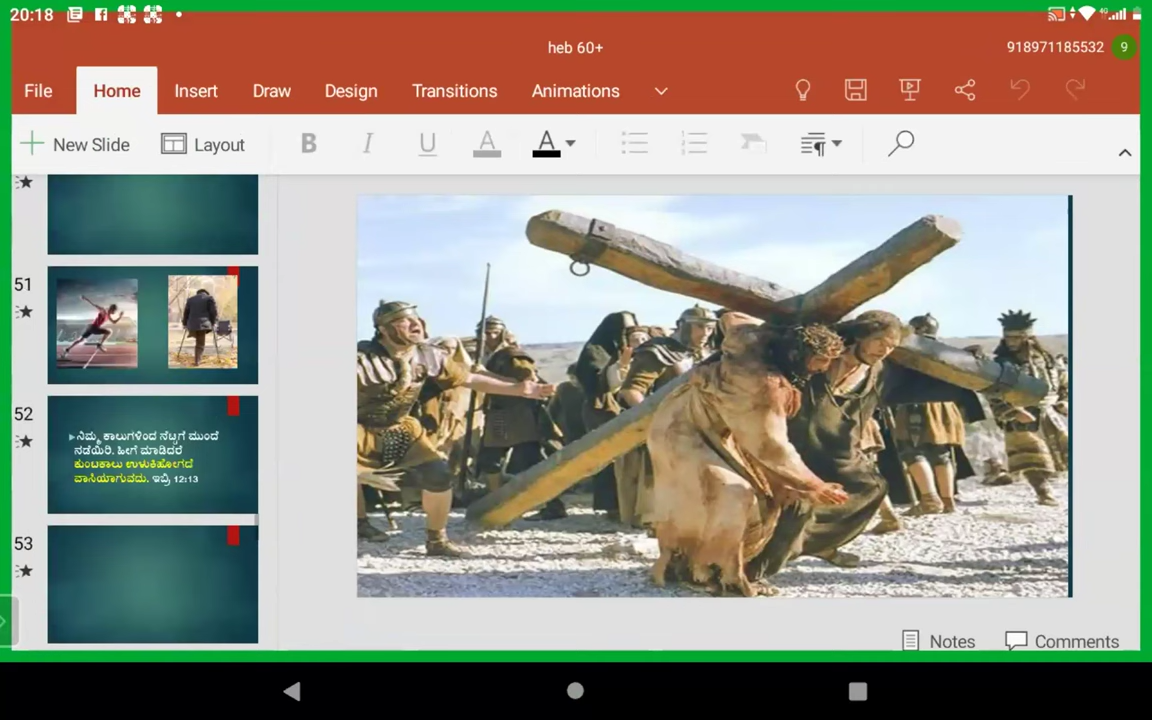 20:18
4G
heb 60+
918971185532 9
File Home Insert Draw Design Transitions Animations
New Slide Layout B I U A A
51
52
ನಿಮ್ಮ ಕಾಲುಗಳಿಂದ ನೆಟ್ಟಗೆ ಮುಂದೆ
ನಡೆಯಿರಿ. ಹೀಗೆ ಮಾಡಿದರೆ
ಕುಂಟಕಾಲು ಉಳುಕಿಹೋಗದೆ
ವಾಸಿಯಾಗುವದು. ಇಬ್ರಿ 12:13
53
Notes Comments